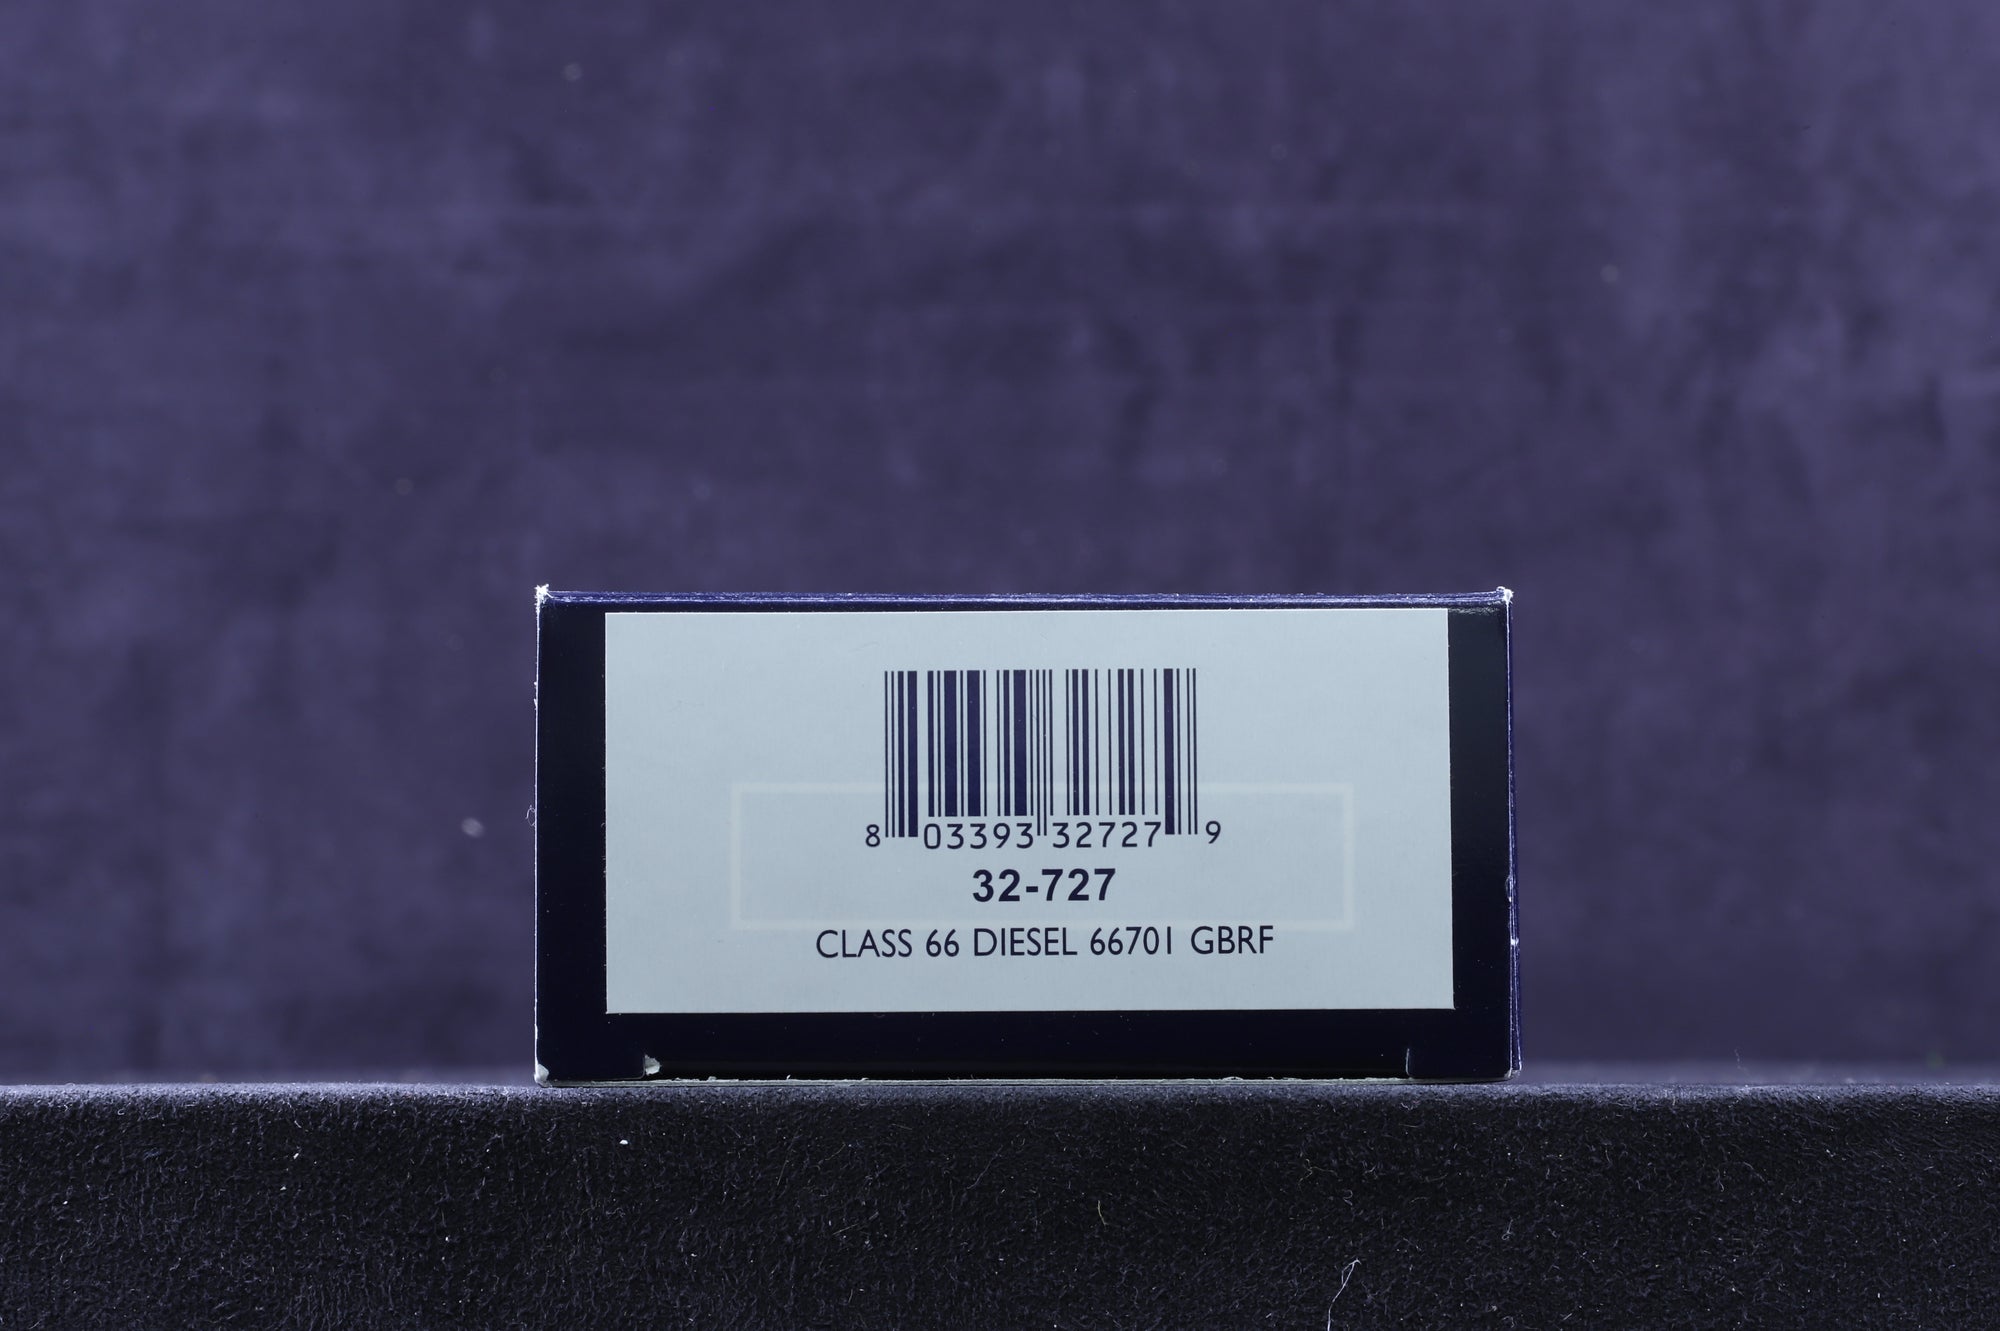 8 03393 32727 9
32-727
CLASS 66 DIESEL 66701 GBRF